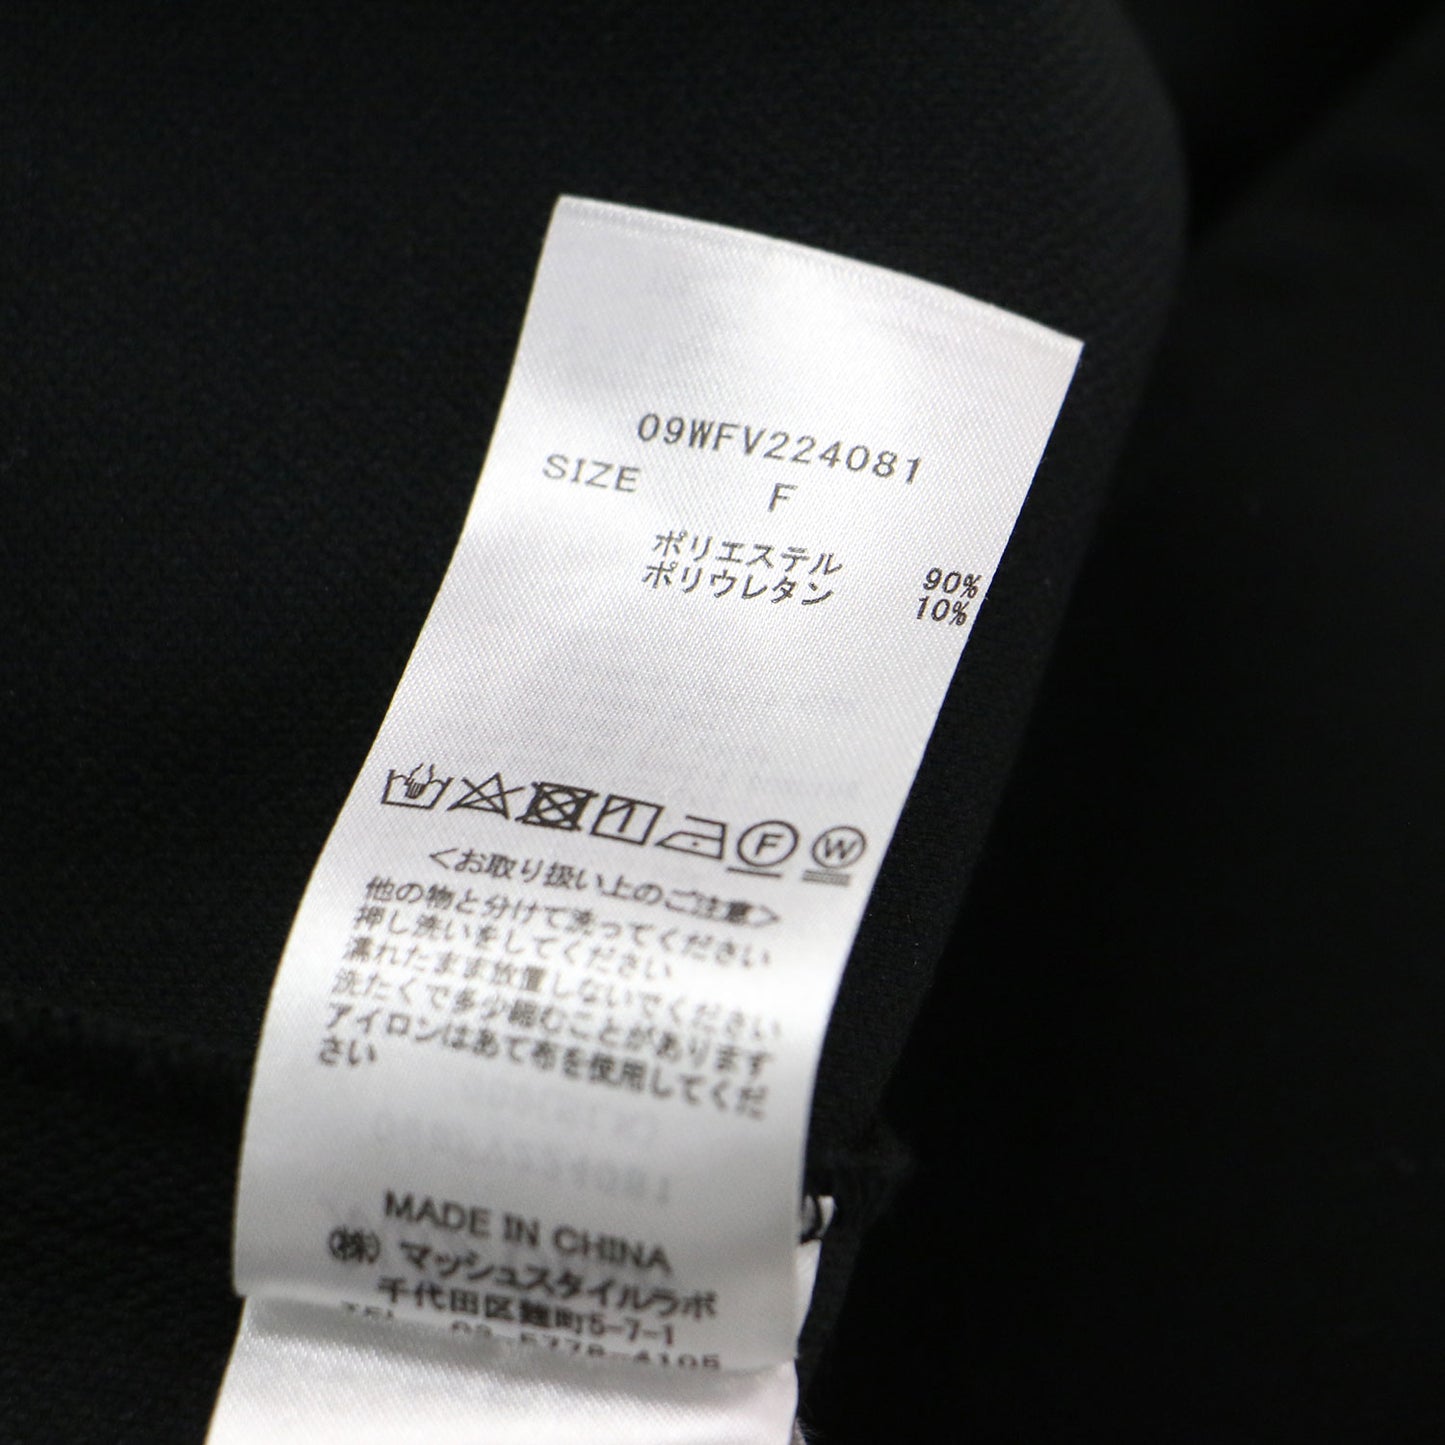 09WFV224081
SIZE F
ポリエステル 90%
ポリウレタン 10%
F W
<お取り扱い上のご注意>
他の物と分けて洗ってください
押し洗いをしてください
濡れたまま放置しないでください
洗たくで多少縮むことがあります
アイロンはあて布を使用してくだ
さい
MADE IN CHINA
㈱ マッシュスタイルラボ
千代田区麹町5-7-1
TEL 03-5778-4105